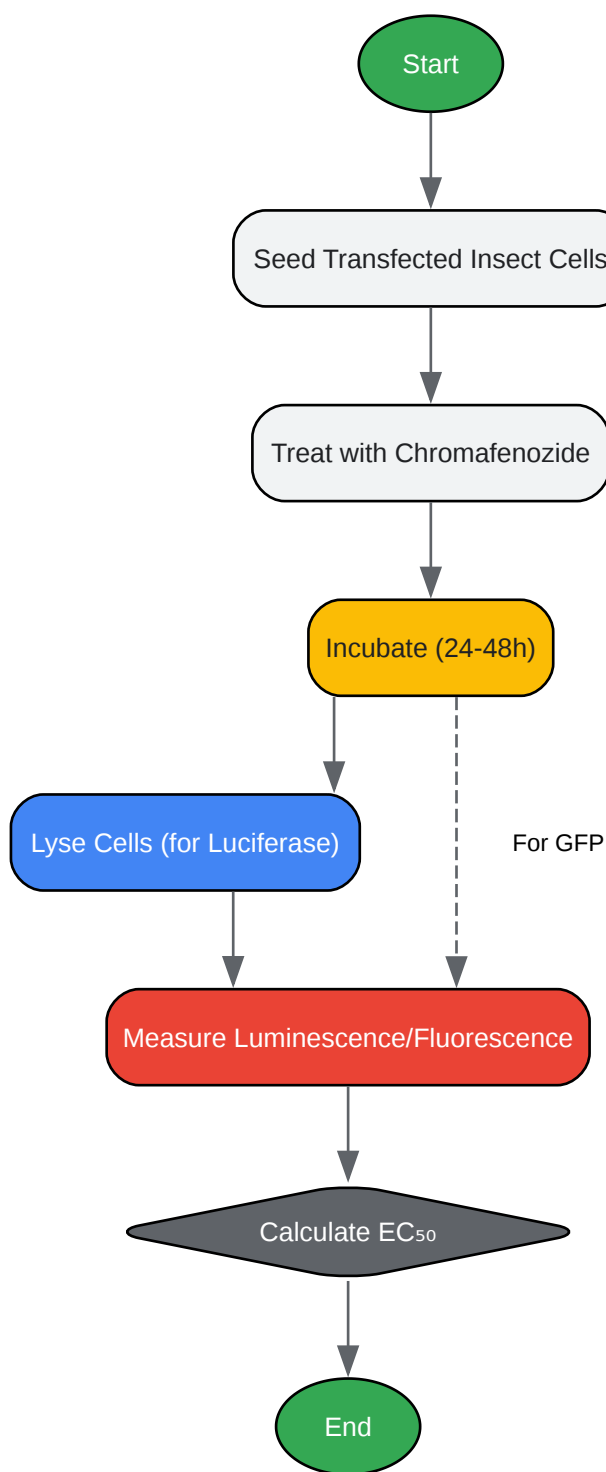 Start
Seed Transfected Insect Cells
Treat with Chromafenozide
Incubate (24-48h)
Lyse Cells (for Luciferase)
For GFP
Measure Luminescence/Fluorescence
Calculate EC₅₀
End